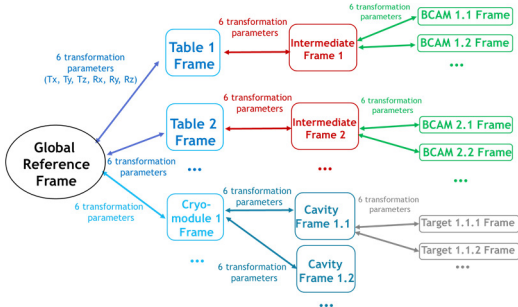 6 transformation
parameters
(Tx, Ty, Tz, Rx, Ry, Rz)
Table 1
Frame
6 transformation
parameters
Intermediate
Frame 1
6 transformation
parameters
BCAM 1.1 Frame
BCAM 1.2 Frame
...
Global
Reference
Frame
6 transformation
parameters
Table 2
Frame
...
6 transformation
parameters
Intermediate
Frame 2
...
6 transformation
parameters
BCAM 2.1 Frame
BCAM 2.2 Frame
...
6 transformation
parameters
Cryo-
module 1
Frame
...
6 transformation
parameters
Cavity
Frame 1.1
6 transformation
parameters
Cavity
Frame 1.2
...
6 transformation
parameters
Target 1.1.1 Frame
Target 1.1.2 Frame
...